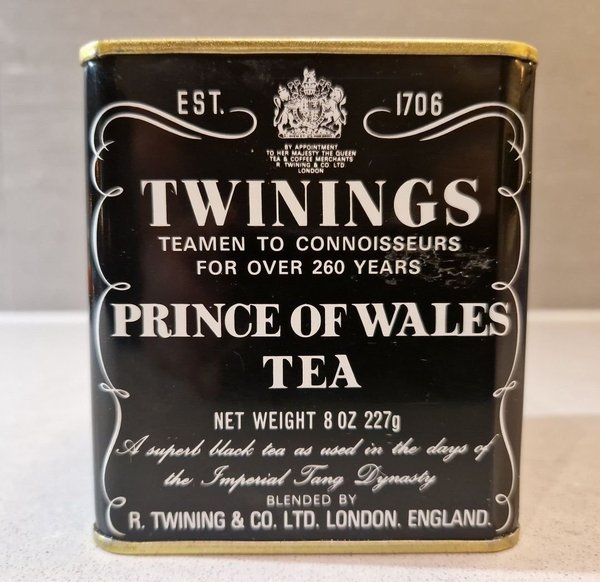 EST. 1706
BY APPOINTMENT
TO HER MAJESTY THE QUEEN
TEA & COFFEE MERCHANTS
R. TWINING & CO. LTD.
LONDON
TWININGS
TEAMEN TO CONNOISSEURS
FOR OVER 260 YEARS
PRINCE OF WALES
TEA
NET WEIGHT 8 OZ 227g
A superb black tea as used in the days of
the Imperial Tang Dynasty
BLENDED BY
R. TWINING & CO. LTD. LONDON. ENGLAND.